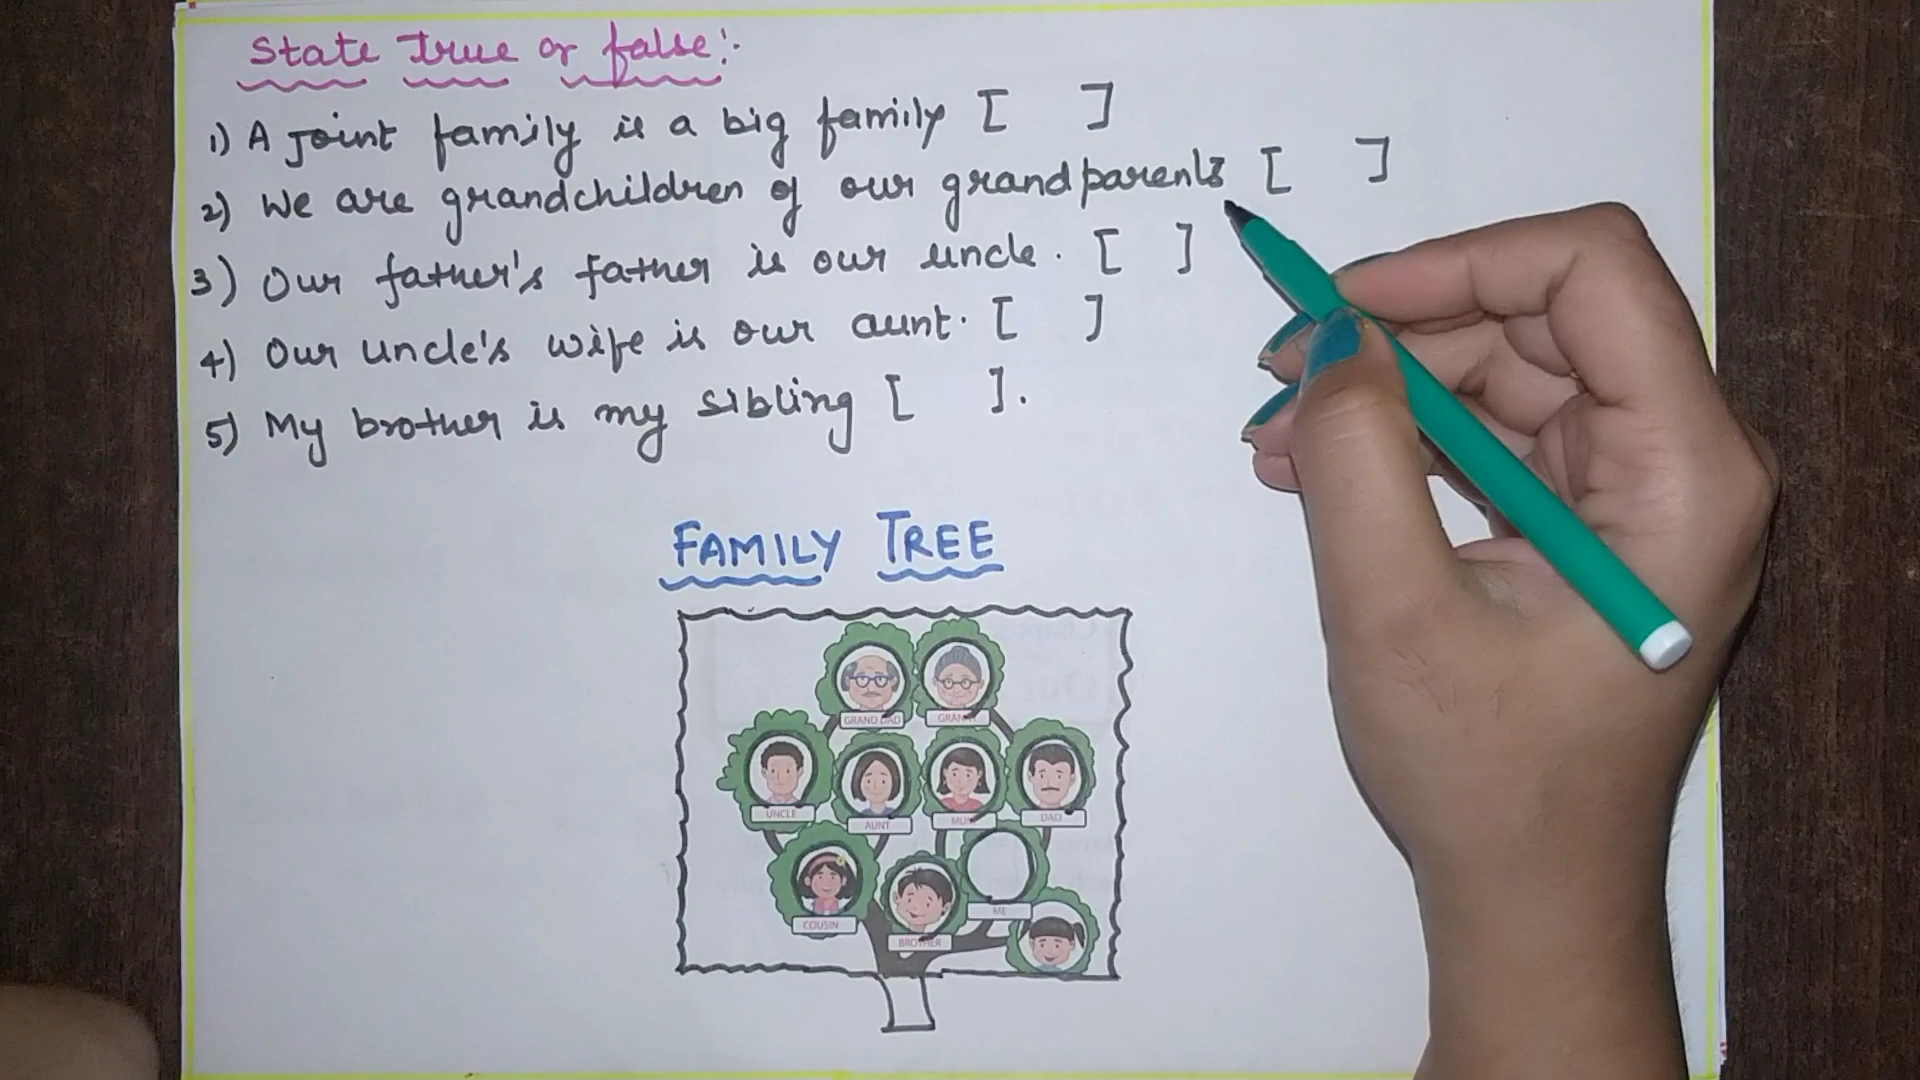 State True or false:
1) A Joint family is a big family [ ]
2) We are grandchildren of our grandparents [ ]
3) Our father's father is our uncle. [ ]
4) Our uncle's wife is our aunt. [ ]
5) My brother is my sibling [ ].
FAMILY TREE
GRAND DAD
UNCLE
AUNT
MUM
DAD
COUSIN
BROTHER
ME